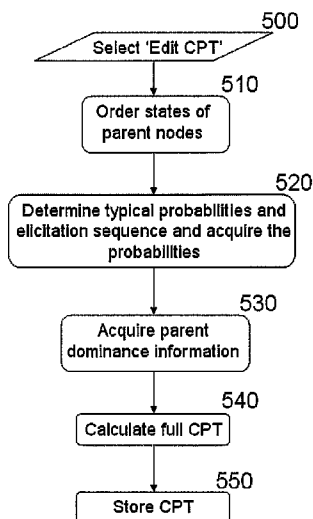 500
Select 'Edit CPT'
510
Order states of
parent nodes
520
Determine typical probabilities and
elicitation sequence and acquire the
probabilities
530
Acquire parent
dominance information
540
Calculate full CPT
550
Store CPT